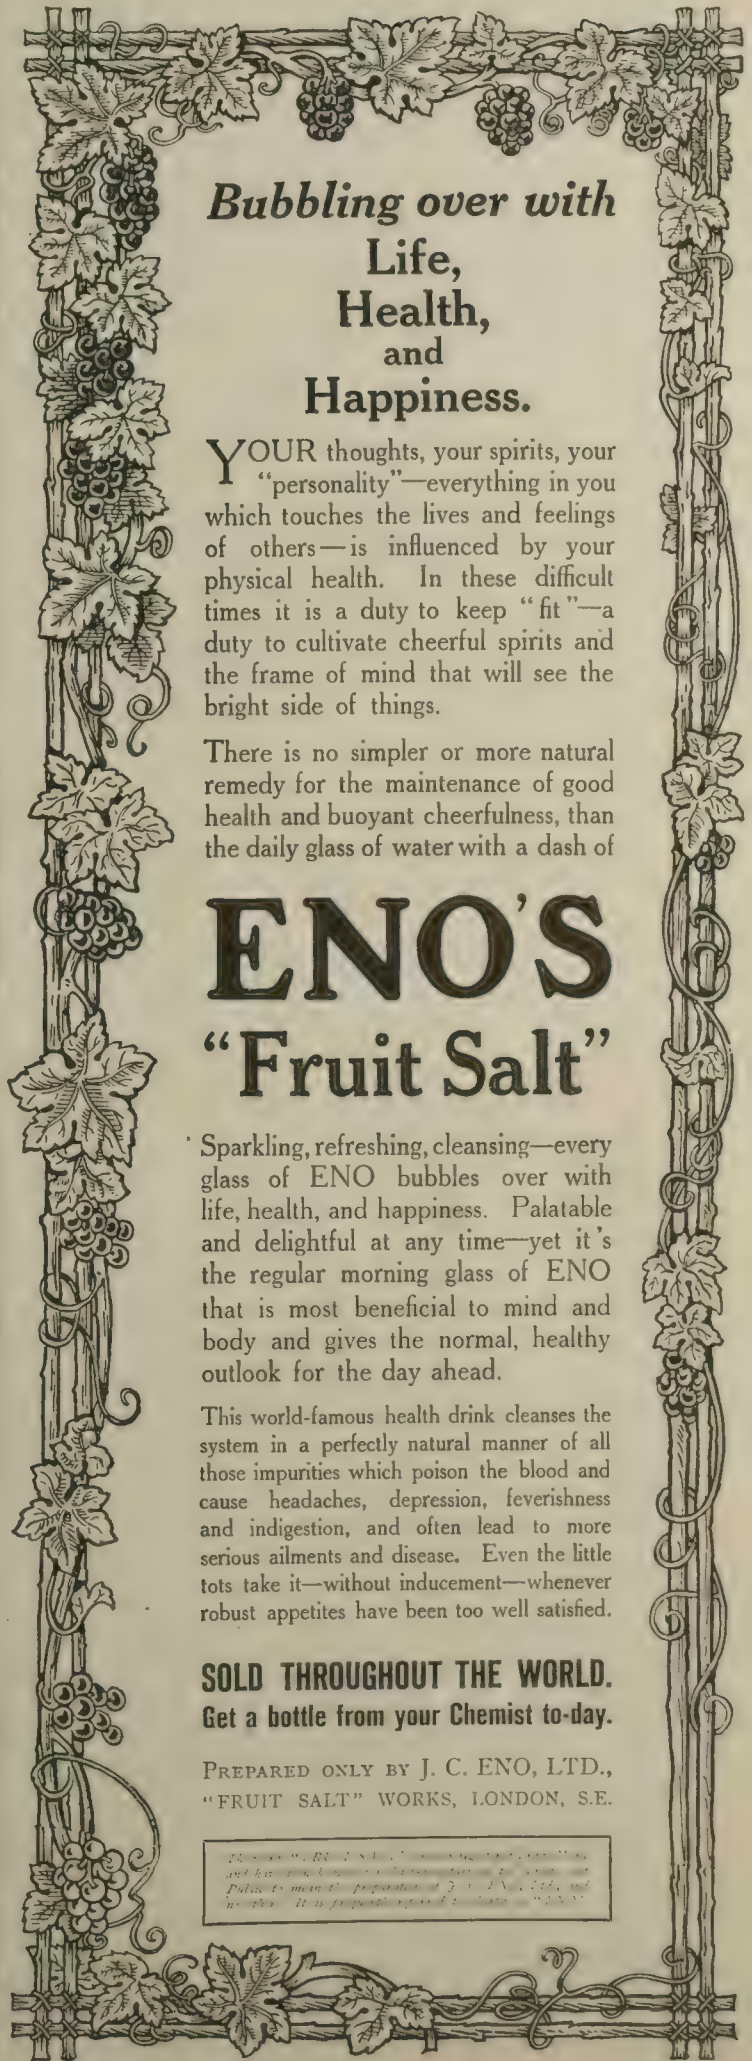 Bubbling over with
Life,
Health,
and
Happiness.
YOUR thoughts, your spirits, your
"personality"—everything in you
which touches the lives and feelings
of others—is influenced by your
physical health. In these difficult
times it is a duty to keep "fit"—a
duty to cultivate cheerful spirits and
the frame of mind that will see the
bright side of things.
There is no simpler or more natural
remedy for the maintenance of good
health and buoyant cheerfulness, than
the daily glass of water with a dash of
ENO'S
"Fruit Salt"
Sparkling, refreshing, cleansing—every
glass of ENO bubbles over with
life, health, and happiness. Palatable
and delightful at any time—yet it's
the regular morning glass of ENO
that is most beneficial to mind and
body and gives the normal, healthy
outlook for the day ahead.
This world-famous health drink cleanses the
system in a perfectly natural manner of all
those impurities which poison the blood and
cause headaches, depression, feverishness
and indigestion, and often lead to more
serious ailments and disease. Even the little
tots take it—without inducement—whenever
robust appetites have been too well satisfied.
SOLD THROUGHOUT THE WORLD.
Get a bottle from your Chemist to-day.
PREPARED ONLY BY J. C. ENO, LTD.,
"FRUIT SALT" WORKS, LONDON, S.E.